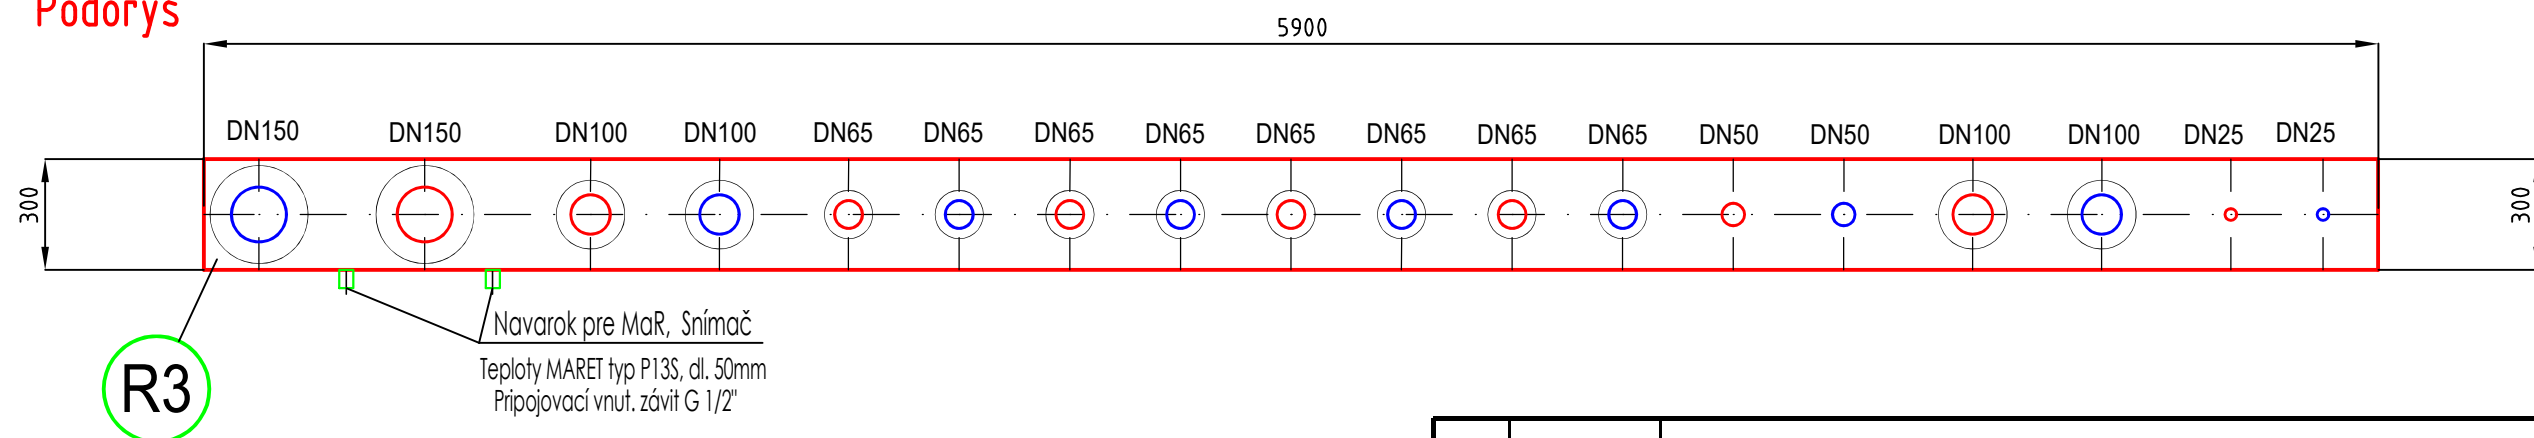 Pôdorys
5900
DN150 DN150 DN100 DN100 DN65 DN65 DN65 DN65 DN65 DN65 DN65 DN65 DN50 DN50 DN100 DN100 DN25 DN25
300
300
Navarok pre MaR, Snímač
Teploty MARET typ P13S, dl. 50mm
Pripojovací vnut. závit G 1/2"
R3